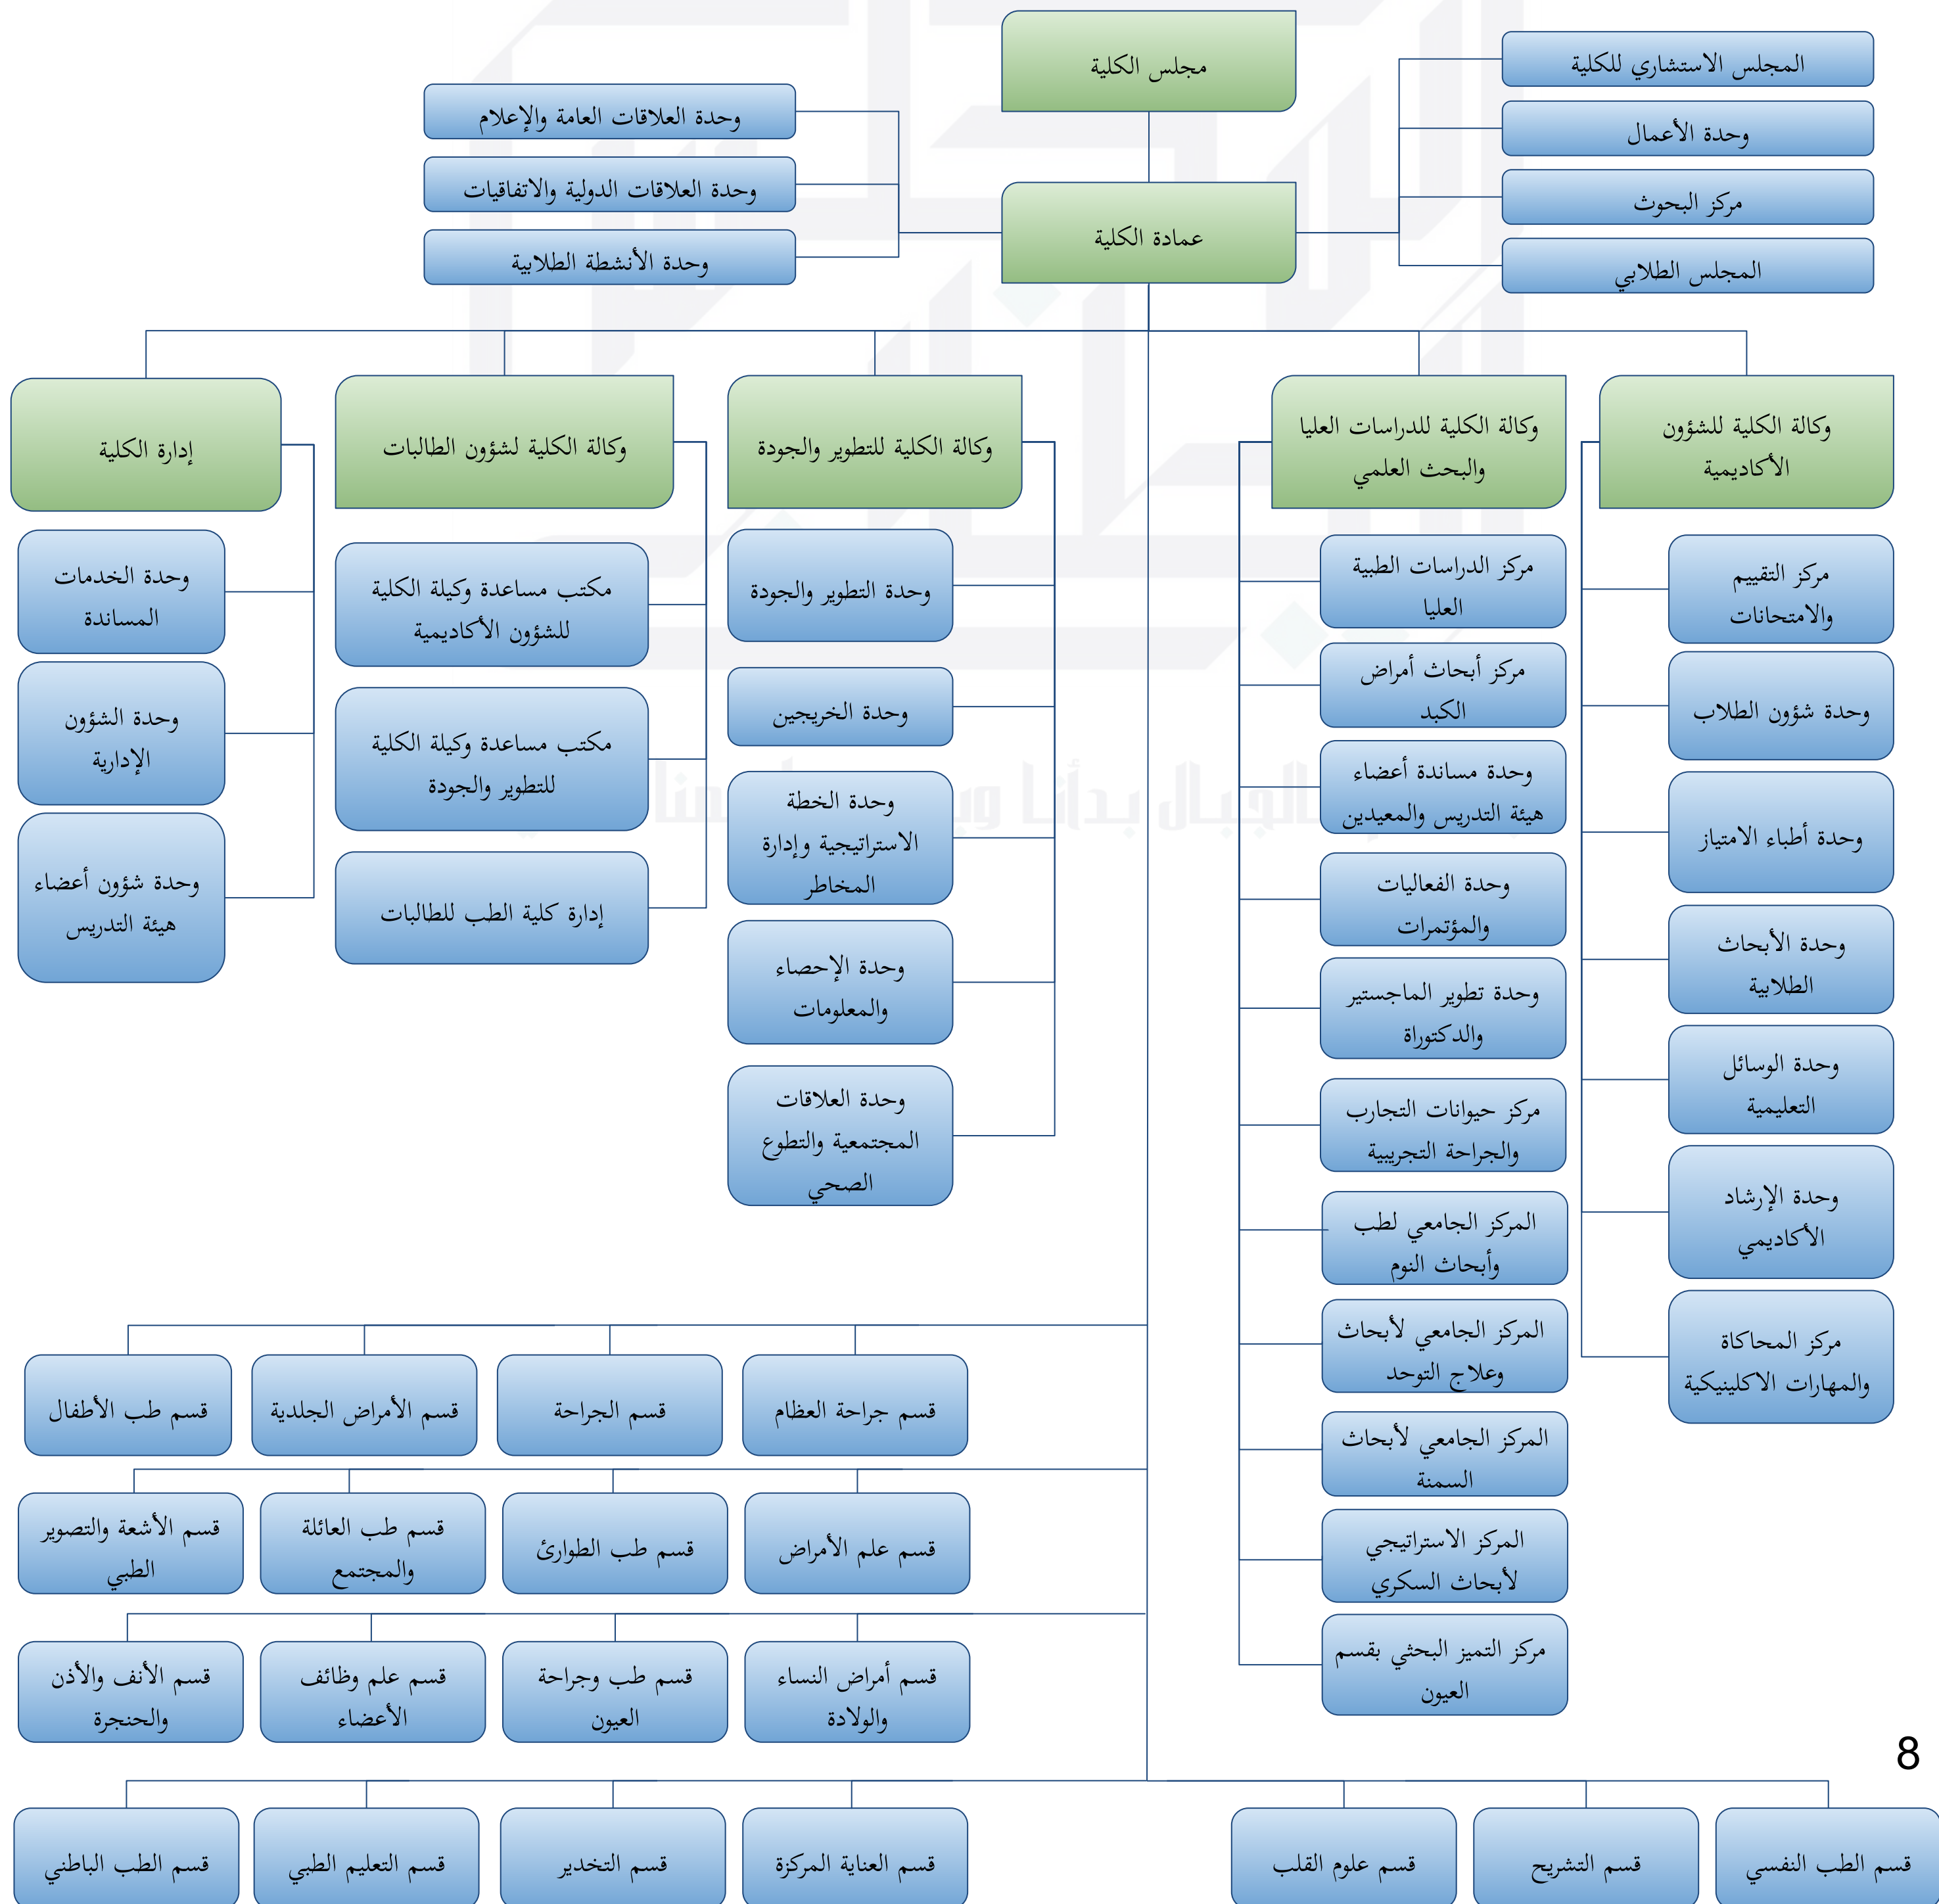 مجلس الكلية
المجلس الاستشاري للكلية
وحدة الأعمال
مركز البحوث
المجلس الطلابي
وحدة العلاقات العامة والإعلام
وحدة العلاقات الدولية والاتفاقيات
وحدة الأنشطة الطلابية
عمادة الكلية
وكالة الكلية للشؤون
الأكاديمية
مركز التقييم
والامتحانات
وحدة شؤون الطلاب
وحدة أطباء الامتياز
وحدة الأبحاث
الطلابية
وحدة الوسائل
التعليمية
وحدة الإرشاد
الأكاديمي
مركز المحاكاة
والمهارات الاكلينيكية
وكالة الكلية للدراسات العليا
والبحث العلمي
مركز الدراسات الطبية
العليا
مركز أبحاث أمراض
الكبد
وحدة مساندة أعضاء
هيئة التدريس والمعيدين
وحدة الفعاليات
والمؤتمرات
وحدة تطوير الماجستير
والدكتوراة
مركز حيوانات التجارب
والجراحة التجريبية
المركز الجامعي لطب
وأبحاث النوم
المركز الجامعي لأبحاث
وعلاج التوحد
المركز الجامعي لأبحاث
السمنة
المركز الاستراتيجي
لأبحاث السكري
مركز التميز البحثي بقسم
العيون
وكالة الكلية للتطوير والجودة
وحدة التطوير والجودة
وحدة الخريجين
وحدة الخطة
الاستراتيجية وإدارة
المخاطر
وحدة الإحصاء
والمعلومات
وحدة العلاقات
المجتمعية والتطوع
الصحي
وكالة الكلية لشؤون الطالبات
مكتب مساعدة وكيلة الكلية
للشؤون الأكاديمية
مكتب مساعدة وكيلة الكلية
للتطوير والجودة
إدارة كلية الطب للطالبات
إدارة الكلية
وحدة الخدمات
المساندة
وحدة الشؤون
الإدارية
وحدة شؤون أعضاء
هيئة التدريس
قسم جراحة العظام
قسم الجراحة
قسم الأمراض الجلدية
قسم طب الأطفال
قسم علم الأمراض
قسم طب الطوارئ
قسم طب العائلة
والمجتمع
قسم الأشعة والتصوير
الطبي
قسم أمراض النساء
والولادة
قسم طب وجراحة
العيون
قسم علم وظائف
الأعضاء
قسم الأنف والأذن
والحنجرة
8
قسم الطب النفسي
قسم التشريح
قسم علوم القلب
قسم العناية المركزة
قسم التخدير
قسم التعليم الطبي
قسم الطب الباطني